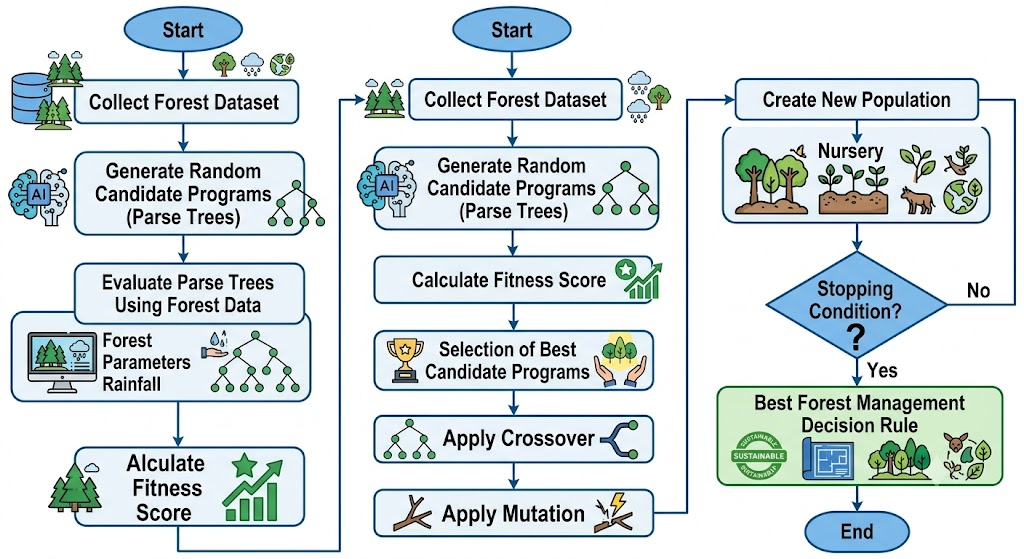 Start
Collect Forest Dataset
AI
Generate Random
Candidate Programs
(Parse Trees)
Evaluate Parse Trees
Using Forest Data
Forest
Parameters
Rainfall
Alculate
Fitness
Score
Start
Collect Forest Dataset
AI
Generate Random
Candidate Programs
(Parse Trees)
Calculate Fitness Score
Selection of Best
Candidate Programs
Apply Crossover
Apply Mutation
Create New Population
Nursery
Stopping
Condition?
?
No
Yes
Best Forest Management
Decision Rule
SUSTAINABLE
SUSTAINABLE
End